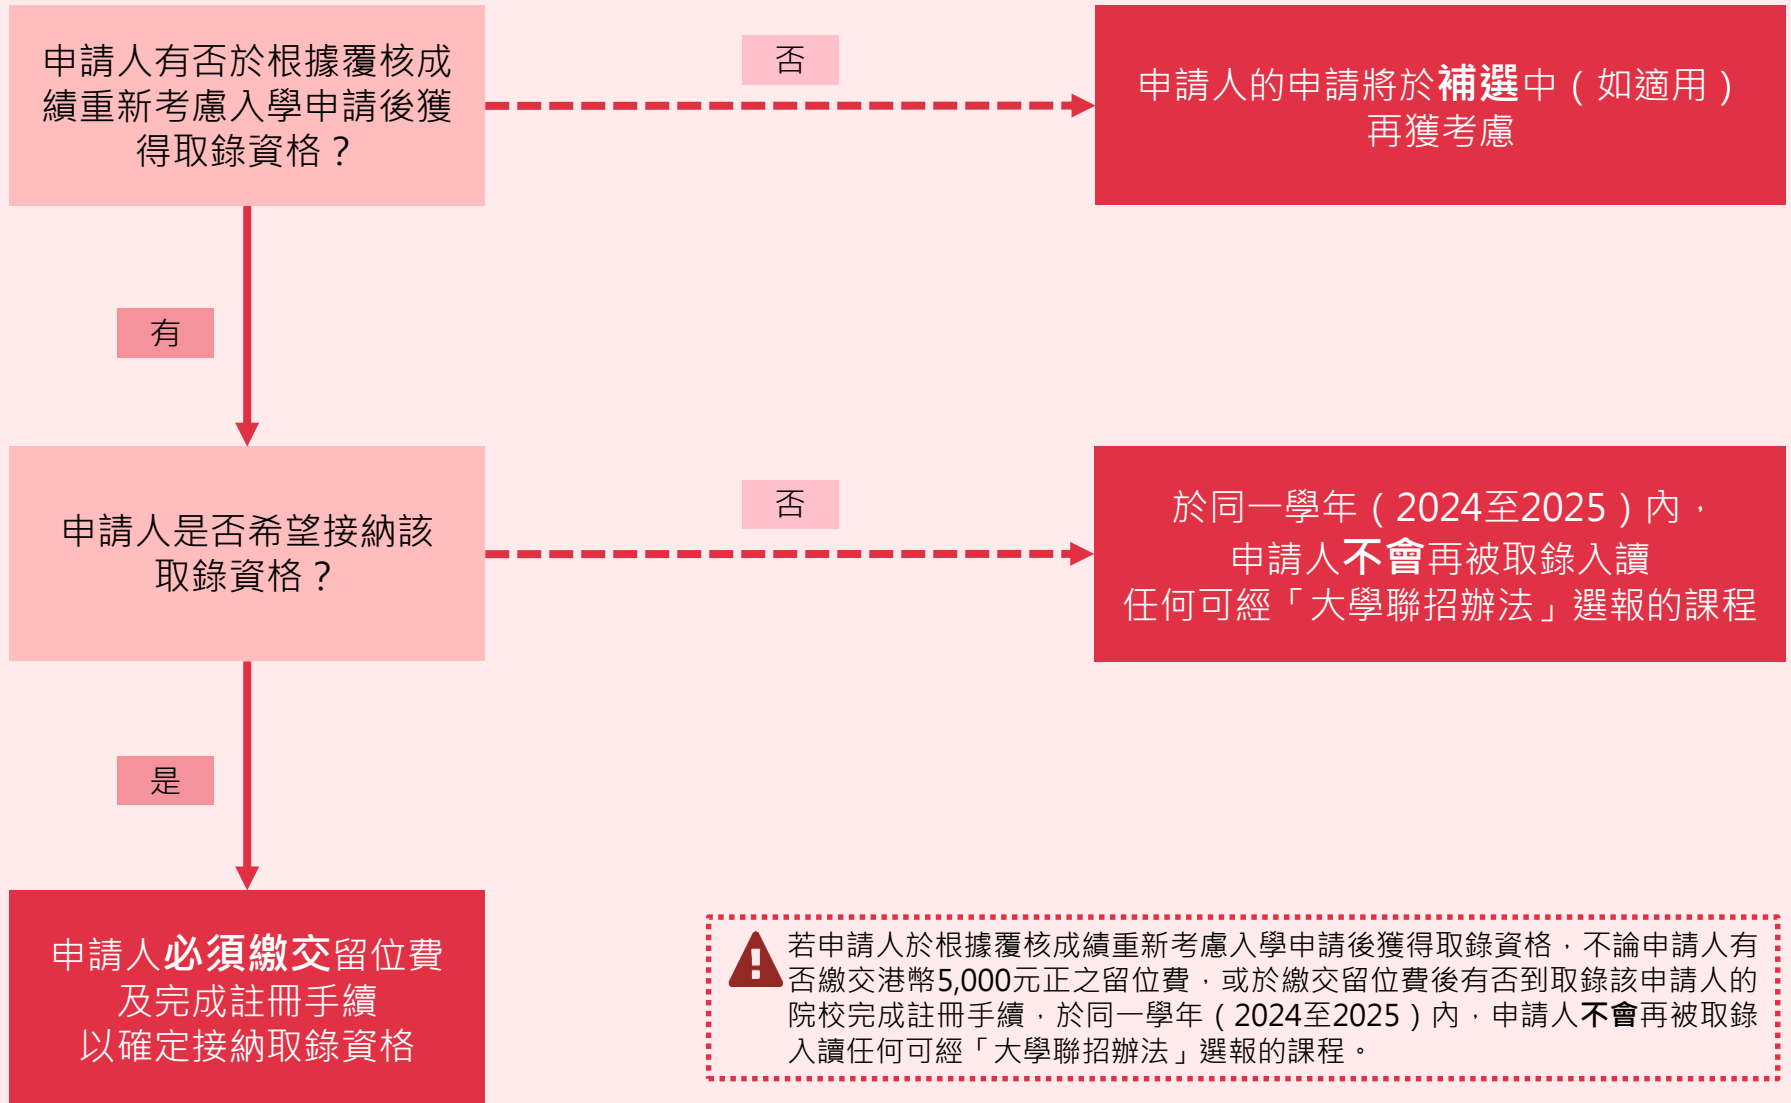 申請人有否於根據覆核成
績重新考慮入學申請後獲
得取錄資格？
否
申請人的申請將於補選中（如適用）
再獲考慮
有
申請人是否希望接納該
取錄資格？
否
於同一學年（2024至2025）內，
申請人不會再被取錄入讀
任何可經「大學聯招辦法」選報的課程
是
申請人必須繳交留位費
及完成註冊手續
以確定接納取錄資格
若申請人於根據覆核成績重新考慮入學申請後獲得取錄資格，不論申請人有
否繳交港幣5,000元正之留位費，或於繳交留位費後有否到取錄該申請人的
院校完成註冊手續，於同一學年（2024至2025）內，申請人不會再被取錄
入讀任何可經「大學聯招辦法」選報的課程。